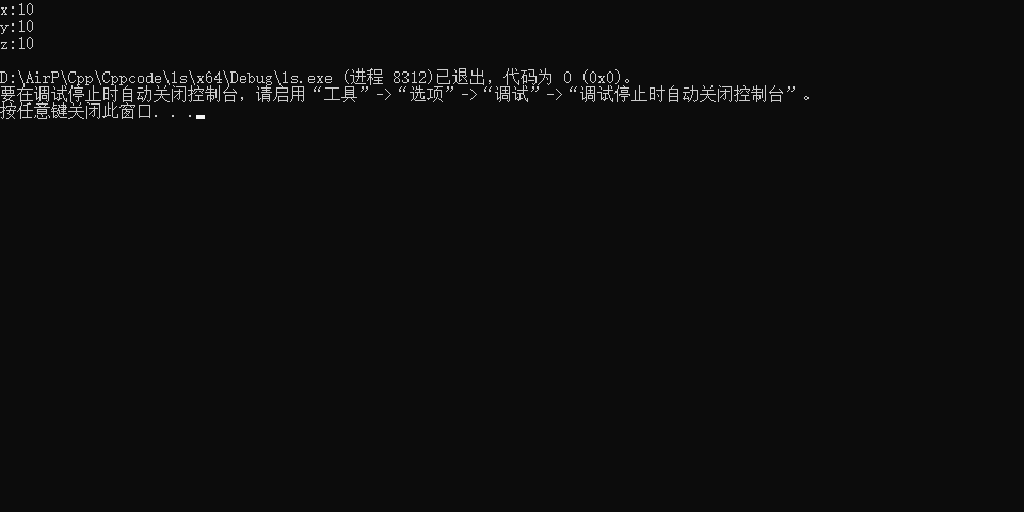 x:10
y:10
z:10
D:\AirP\Cpp\Cppcode\ls\x64\Debug\ls.exe (进程 8312)已退出，代码为 0 (0x0)。
要在调试停止时自动关闭控制台，请启用“工具”->“选项”->“调试”->“调试停止时自动关闭控制台”。
按任意键关闭此窗口. . .